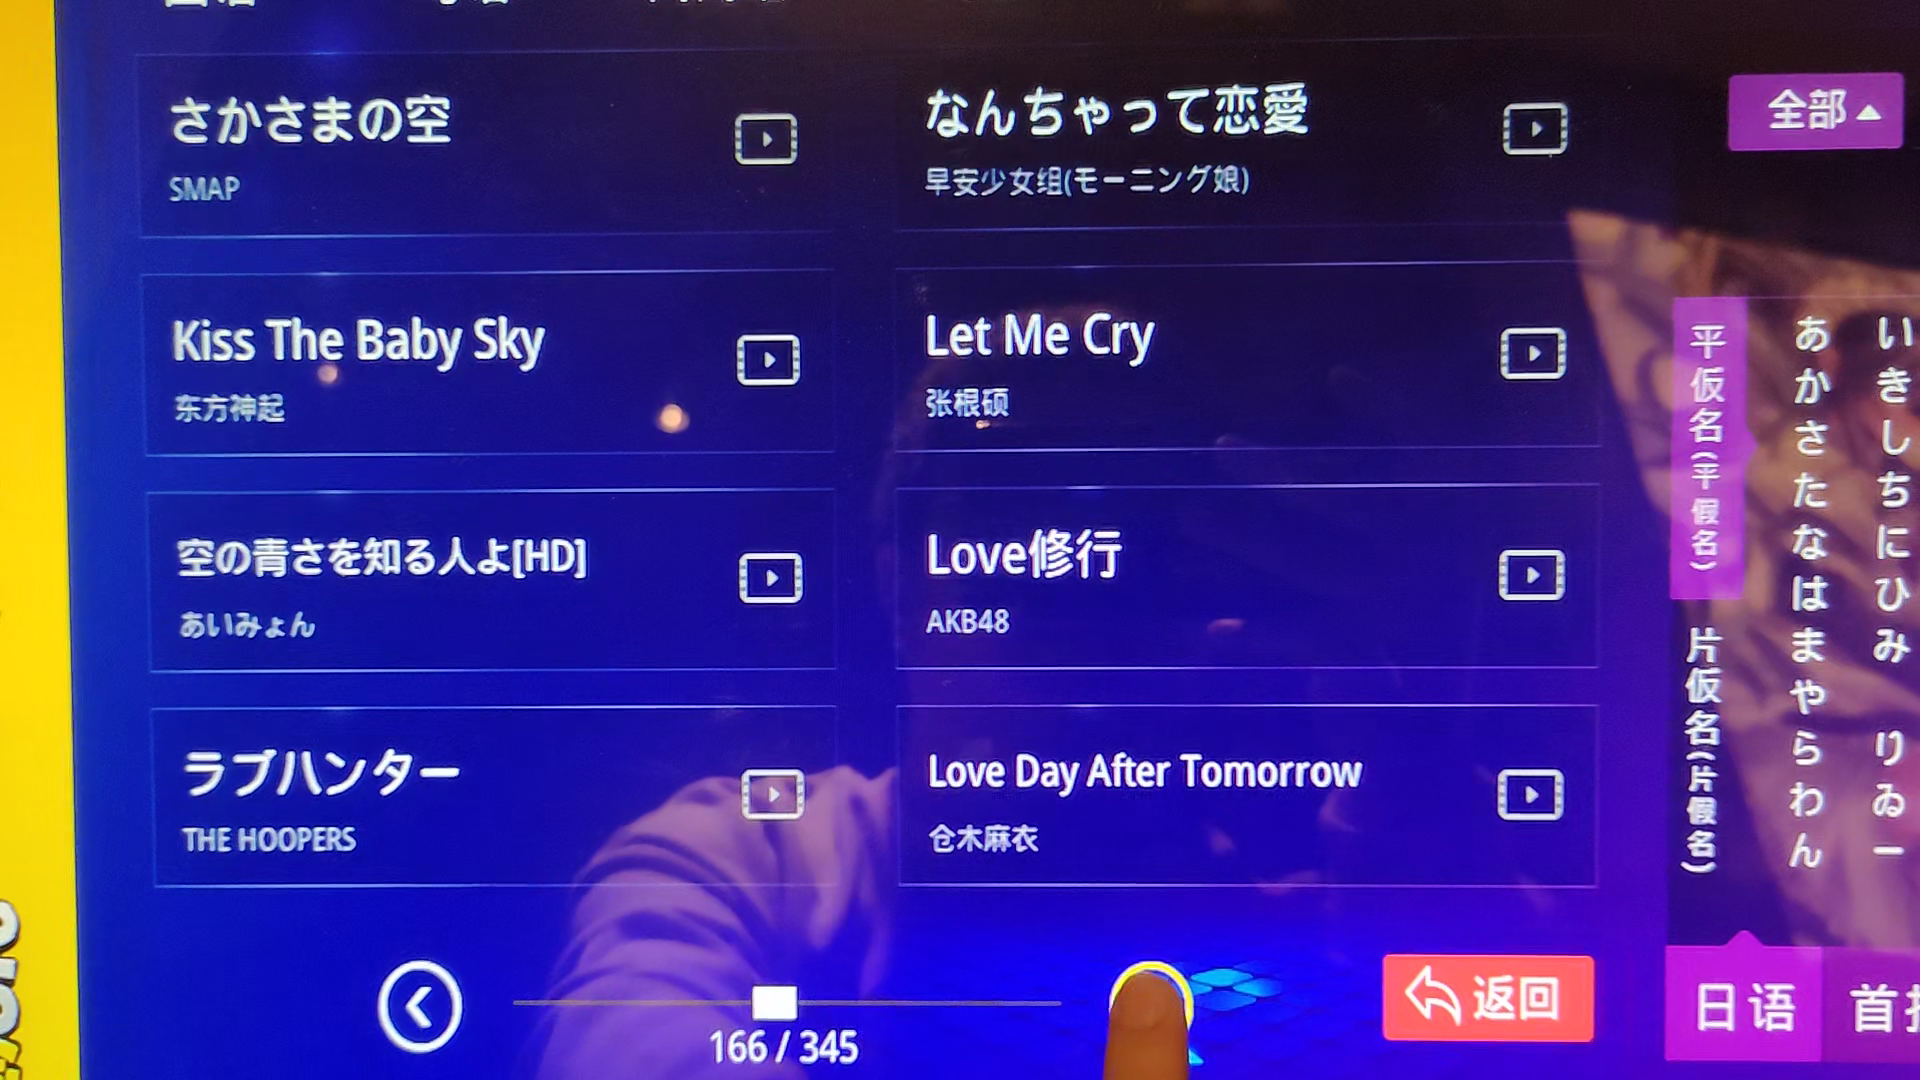 さかさまの空
SMAP
なんちゃって恋愛
早安少女组(モーニング娘)
Kiss The Baby Sky
东方神起
Let Me Cry
张根硕
空の青さを知る人よ[HD]
あいみょん
Love修行
AKB48
ラブハンター
THE HOOPERS
Love Day After Tomorrow
仓木麻衣
166 / 345
返回
全部
平仮名(平假名)
片仮名(片假名)
あかさたなはまやらわん
いきしちにひみ りゐー
日语
首